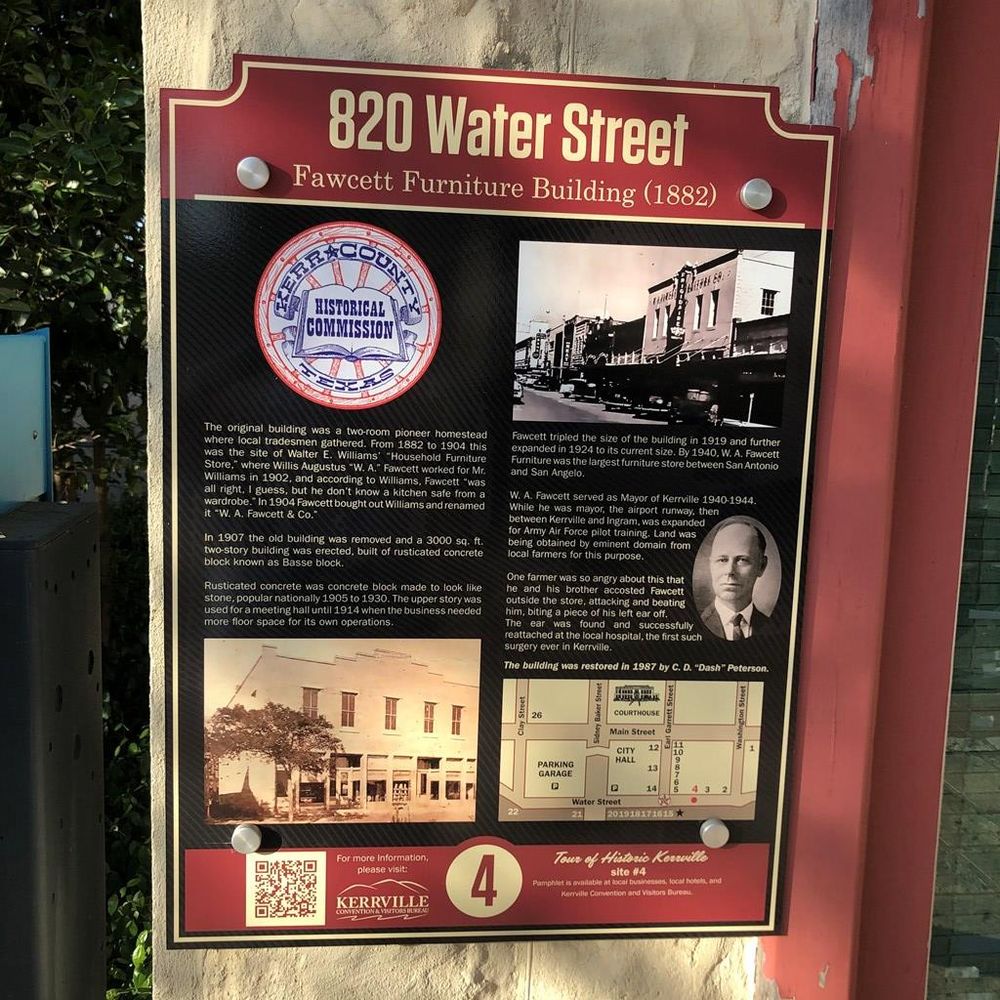 820 Water Street
Fawcett Furniture Building (1882)
KERR COUNTY
HISTORICAL
COMMISSION
TEXAS
The original building was a two-room pioneer homestead
where local tradesmen gathered. From 1882 to 1904 this
was the site of Walter E. Williams' "Household Furniture
Store," where Willis Augustus "W. A." Fawcett worked for Mr.
Williams in 1902, and according to Williams, Fawcett "was
all right, I guess, but he don't know a kitchen safe from a
wardrobe." In 1904 Fawcett bought out Williams and renamed
it "W. A. Fawcett & Co."
In 1907 the old building was removed and a 3000 sq. ft.
two-story building was erected, built of rusticated concrete
block known as Basse block.
Rusticated concrete was concrete block made to look like
stone, popular nationally 1905 to 1930. The upper story was
used for a meeting hall until 1914 when the business needed
more floor space for its own operations.
Fawcett tripled the size of the building in 1919 and further
expanded in 1924 to its current size. By 1940, W. A. Fawcett
Furniture was the largest furniture store between San Antonio
and San Angelo.
W. A. Fawcett served as Mayor of Kerrville 1940-1944.
While he was mayor, the airport runway, then
between Kerrville and Ingram, was expanded
for Army Air Force pilot training. Land was
being obtained by eminent domain from
local farmers for this purpose.
One farmer was so angry about this that
he and his brother accosted Fawcett
outside the store, attacking and beating
him, biting a piece of his left ear off.
The ear was found and successfully
reattached at the local hospital, the first such
surgery ever in Kerrville.
The building was restored in 1987 by C. D. "Dash" Peterson.
Clay Street
26
Sidney Baker Street
COURTHOUSE
Earl Garrett Street
Washington Street
Main Street
PARKING
GARAGE
P
CITY
HALL
P
12
13
14
11
10
9
8
7
6
5
4
3
2
1
Water Street
22
21
201918171615
For more Information,
please visit:
KERRVILLE
CONVENTION & VISITORS BUREAU
4
Tour of Historic Kerrville
site #4
Pamphlet is available at local businesses, local hotels, and
Kerrville Convention and Visitors Bureau.